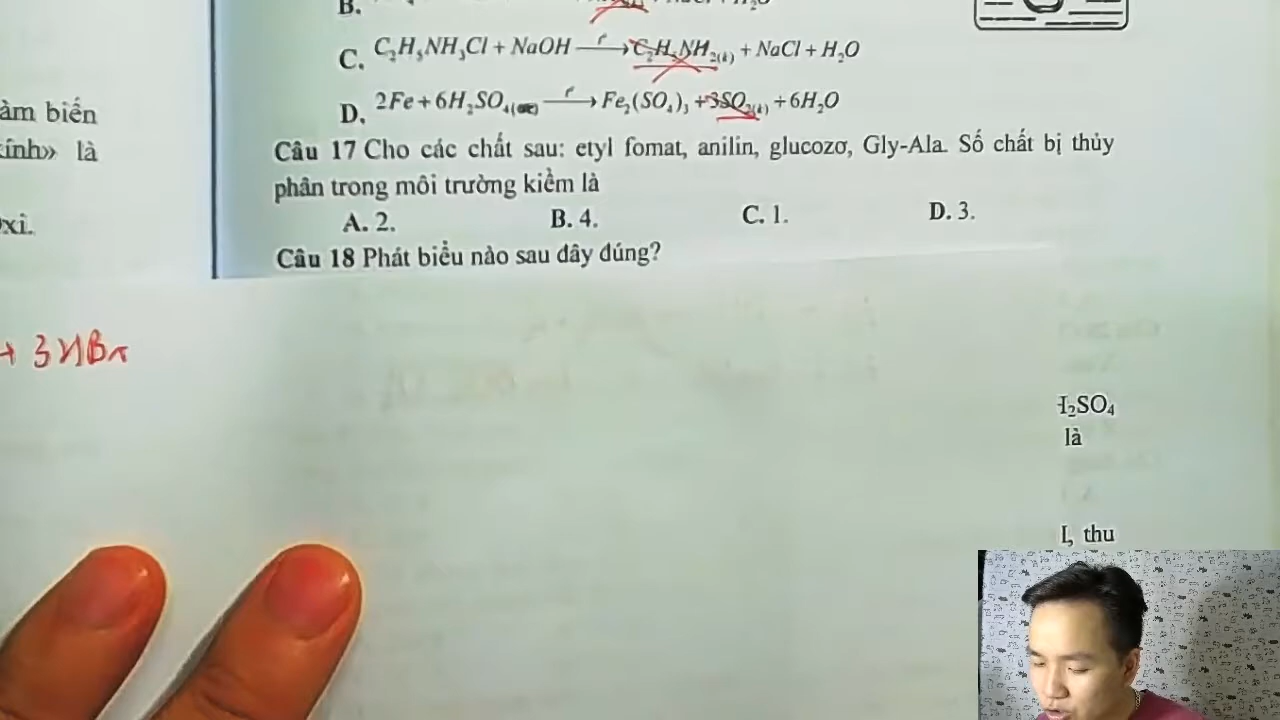 B.
C. C₂H₅NH₃Cl + NaOH t° → C₂H₅NH₂(k) + NaCl + H₂O
D. 2Fe + 6H₂SO₄(đặc) t° → Fe₂(SO₄)₃ + 3SO₂(k) + 6H₂O
àm biến
ính» là
xi.
Câu 17 Cho các chất sau: etyl fomat, anilin, glucozơ, Gly-Ala. Số chất bị thủy
phân trong môi trường kiềm là
A. 2. B. 4. C. 1. D. 3.
Câu 18 Phát biểu nào sau đây đúng?
+ 3HBr
I₂SO₄
là
I, thu